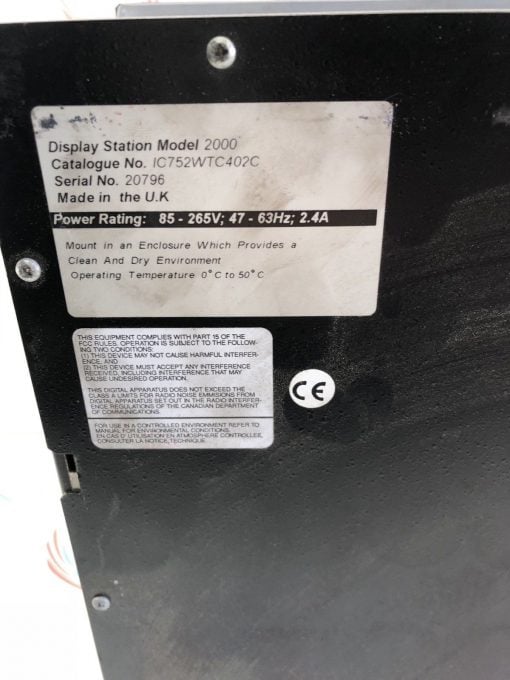 Display Station Model 2000
Catalogue No. IC752WTC402C
Serial No. 20796
Made in the U.K
Power Rating: 85 - 265V; 47 - 63Hz; 2.4A
Mount in an Enclosure Which Provides a
Clean And Dry Environment
Operating Temperature 0°C to 50°C
THIS EQUIPMENT COMPLIES WITH PART 15 OF THE
FCC RULES. OPERATION IS SUBJECT TO THE FOLLOW-
ING TWO CONDITIONS:
(1) THIS DEVICE MAY NOT CAUSE HARMFUL INTERFER-
ENCE, AND
(2) THIS DEVICE MUST ACCEPT ANY INTERFERENCE
RECEIVED, INCLUDING INTERFERENCE THAT MAY
CAUSE UNDESIRED OPERATION.
THIS DIGITAL APPARATUS DOES NOT EXCEED THE
CLASS A LIMITS FOR RADIO NOISE EMMISIONS FROM
DIGITAL APPARATUS SET OUT IN THE RADIO INTERFER-
ENCE REGULATIONS OF THE CANADIAN DEPARTMENT
OF COMMUNICATIONS.
FOR USE IN A CONTROLLED ENVIRONMENT REFER TO
MANUAL FOR ENVIRONMENTAL CONDITIONS.
EN CAS D' UTILISATION EN ATMOSPHERE CONTROLLEE,
CONSULTER LA NOTICE TECHNIQUE.
CE